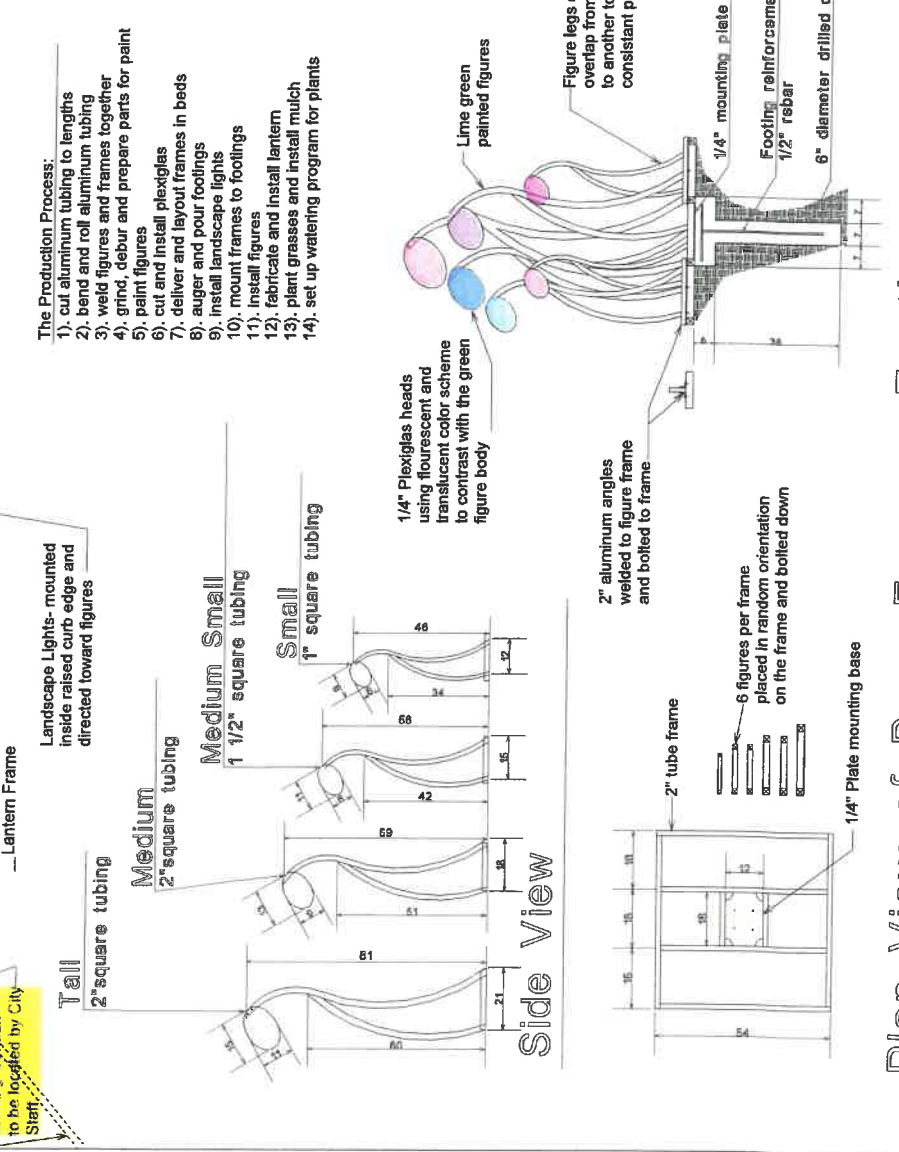 to be located by City
Staff.
Lantern Frame
Landscape Lights- mounted
inside raised curb edge and
directed toward figures
Tall
2"square tubing
Medium
2"square tubing
Medium Small
1 1/2" square tubing
Small
1" square tubing
81
60
21
69
51
18
58
42
15
46
34
12
Side View
The Production Process:
1). cut aluminum tubing to lengths
2). bend and roll aluminum tubing
3). weld figures and frames together
4). grind, debur and prepare parts for paint
5). paint figures
6). cut and install plexiglas
7). deliver and layout frames in beds
8). auger and pour footings
9). install landscape lights
10). mount frames to footings
11). install figures
12). fabricate and install lantern
13). plant grasses and install mulch
14). set up watering program for plants
1/4" Plexiglas heads
using flourescent and
translucent color scheme
to contrast with the green
figure body
Lime green
painted figures
Figure legs
overlap from
to another to
consistant
1/4" mounting plate
Footing reinforcement
1/2" rebar
6" diameter drilled
2" aluminum angles
welded to figure frame
and bolted to frame
6
36
7
7
7
2" tube frame
6 figures per frame
placed in random orientation
on the frame and bolted down
1/4" Plate mounting base
54
18
12
Plan View of